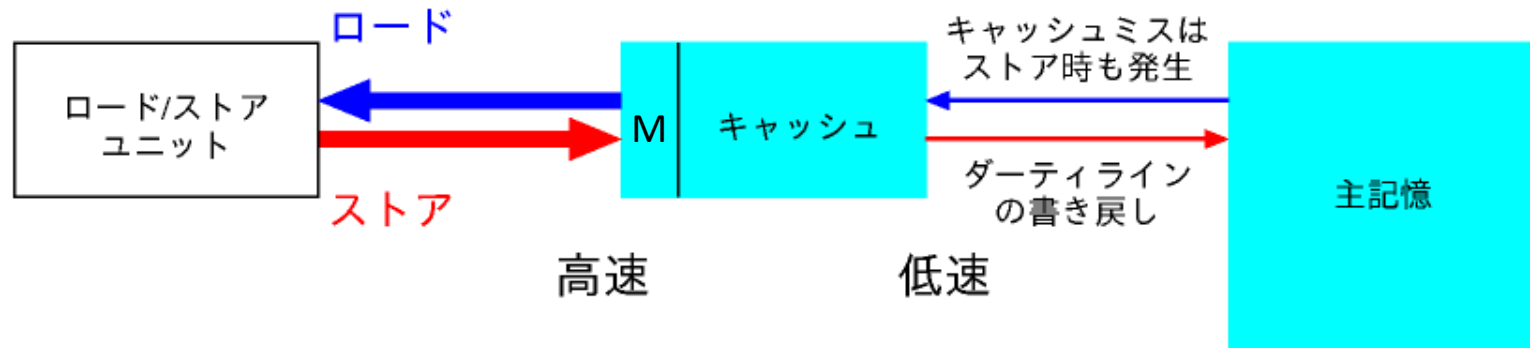 ロード
ロード/ストア
ユニット
ストア
M
キャッシュ
キャッシュミスは
ストア時も発生
ダーティライン
の書き戻し
主記憶
高速
低速